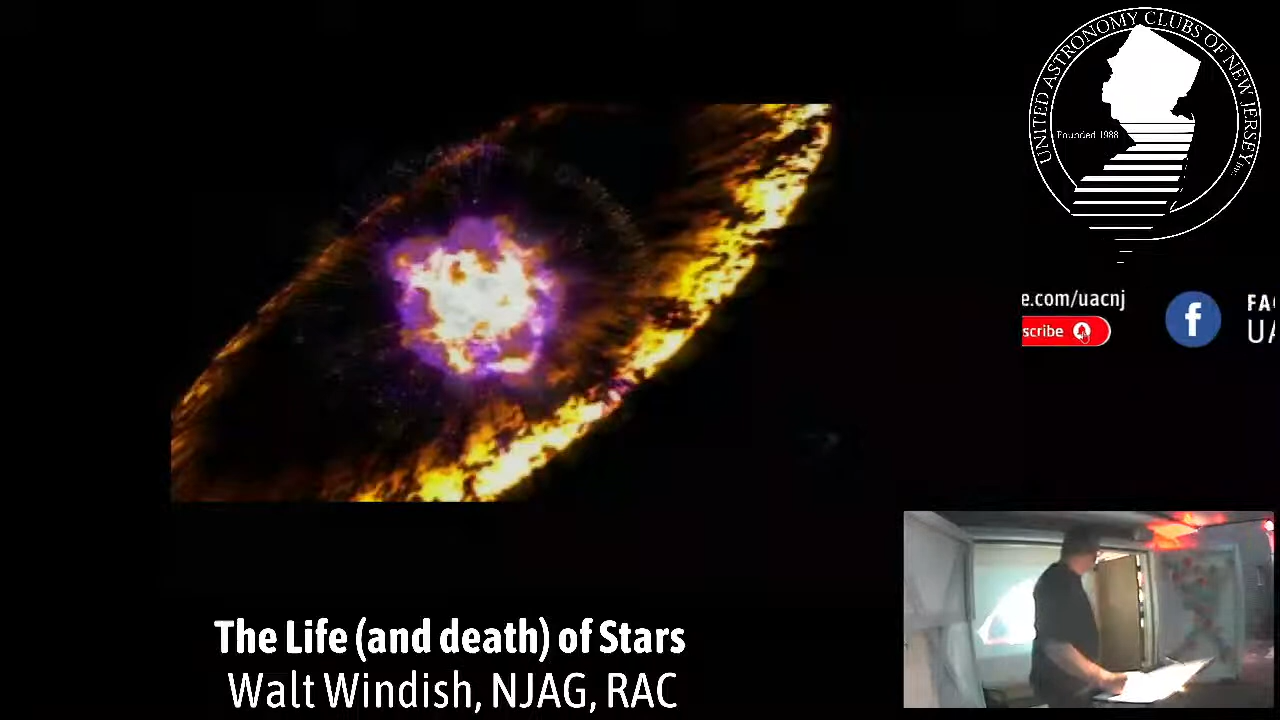 UNITED ASTRONOMY CLUBS OF NEW JERSEY
Founded 1988
e.com/uacnj
scribe
f
FA
UA
The Life (and death) of Stars
Walt Windish, NJAG, RAC